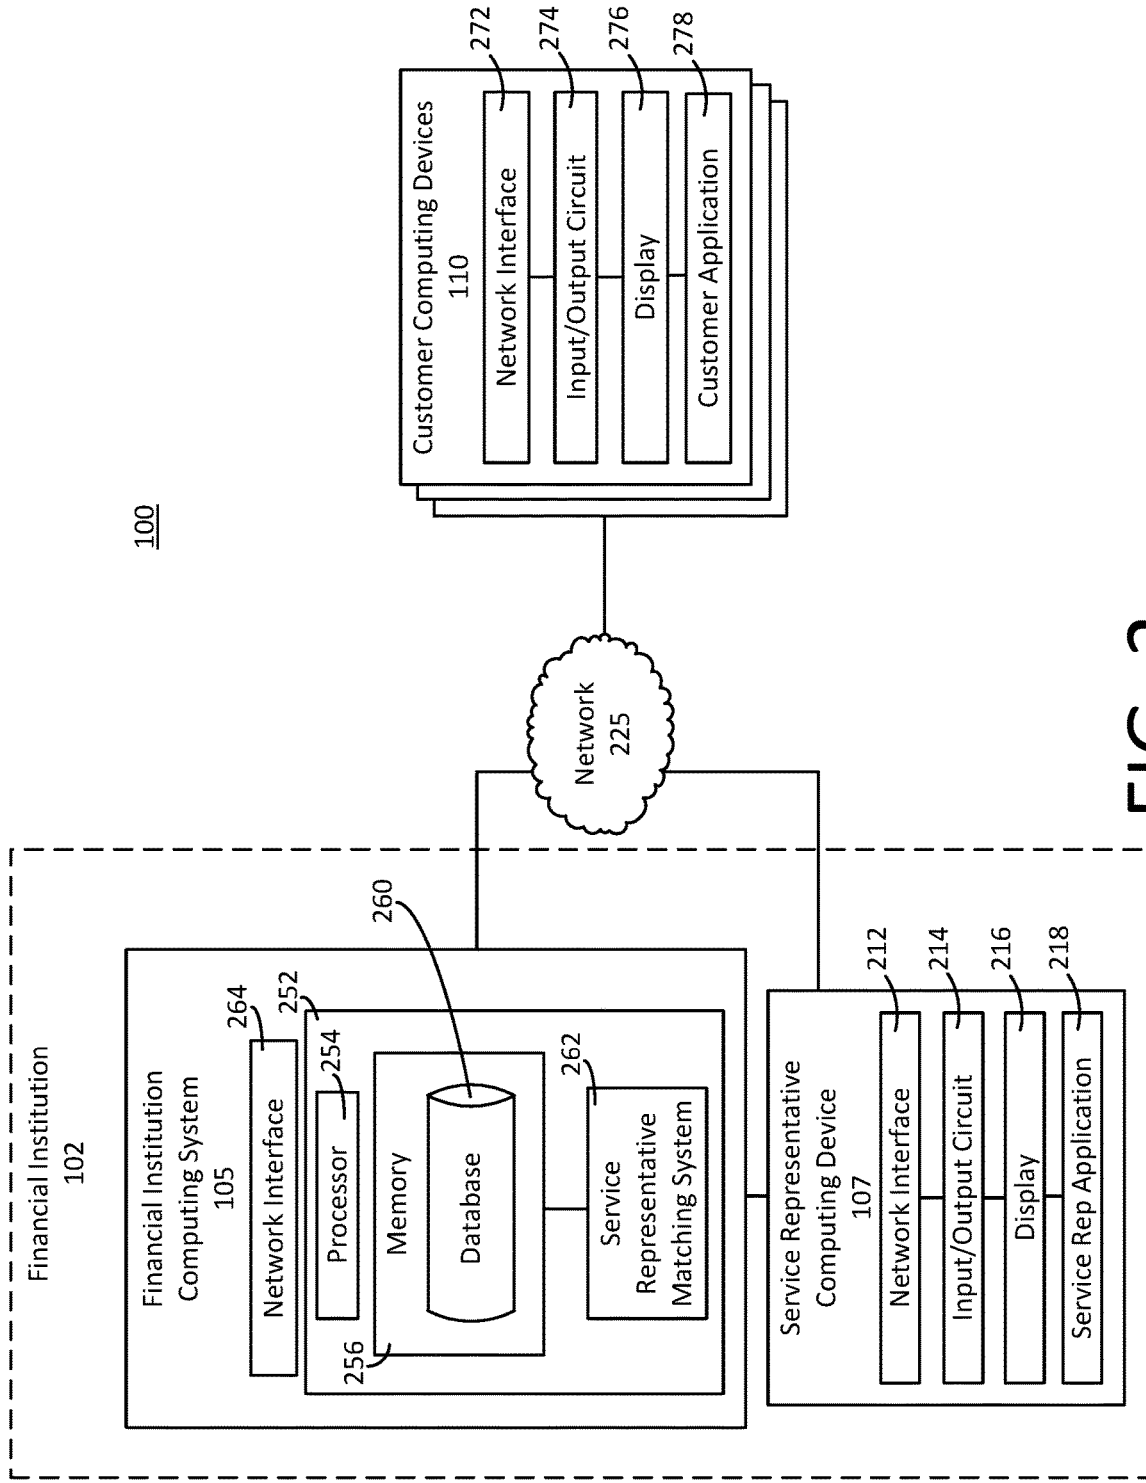 100
Financial Institution
102
Financial Institution
Computing System
105
264
Network Interface
252
254
Processor
256
Memory
260
Database
262
Service
Representative
Matching System
Service Representative
Computing Device
107
Network Interface
212
Input/Output Circuit
214
Display
216
Service Rep Application
218
Network
225
Customer Computing Devices
110
Network Interface
272
Input/Output Circuit
274
Display
276
Customer Application
278
FIG. 2